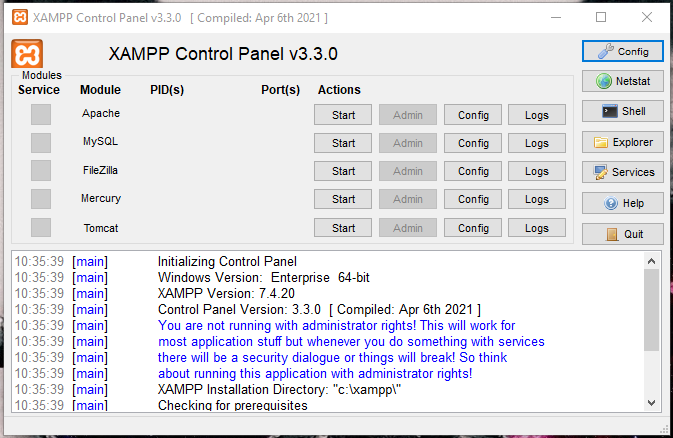 XAMPP Control Panel v3.3.0 [ Compiled: Apr 6th 2021 ]
XAMPP Control Panel v3.3.0
Config
Modules
Service Module PID(s) Port(s) Actions
Netstat
Apache Start Admin Config Logs
Shell
MySQL Start Admin Config Logs
Explorer
FileZilla Start Admin Config Logs
Services
Mercury Start Admin Config Logs
Help
Tomcat Start Admin Config Logs
Quit
10:35:39 [main] Initializing Control Panel
10:35:39 [main] Windows Version: Enterprise 64-bit
10:35:39 [main] XAMPP Version: 7.4.20
10:35:39 [main] Control Panel Version: 3.3.0 [ Compiled: Apr 6th 2021 ]
10:35:39 [main] You are not running with administrator rights! This will work for
10:35:39 [main] most application stuff but whenever you do something with services
10:35:39 [main] there will be a security dialogue or things will break! So think
10:35:39 [main] about running this application with administrator rights!
10:35:39 [main] XAMPP Installation Directory: "c:\xampp\"
10:35:39 [main] Checking for prerequisites